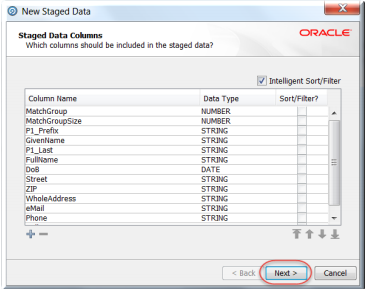 New Staged Data
Staged Data Columns
ORACLE
Which columns should be included in the staged data?
Intelligent Sort/Filter
Column Name Data Type Sort/Filter?
MatchGroup NUMBER
MatchGroupSize NUMBER
P1_Prefix STRING
GivenName STRING
P1_Last STRING
FullName STRING
DoB DATE
Street STRING
ZIP STRING
WholeAddress STRING
eMail STRING
Phone STRING
< Back Next > Cancel